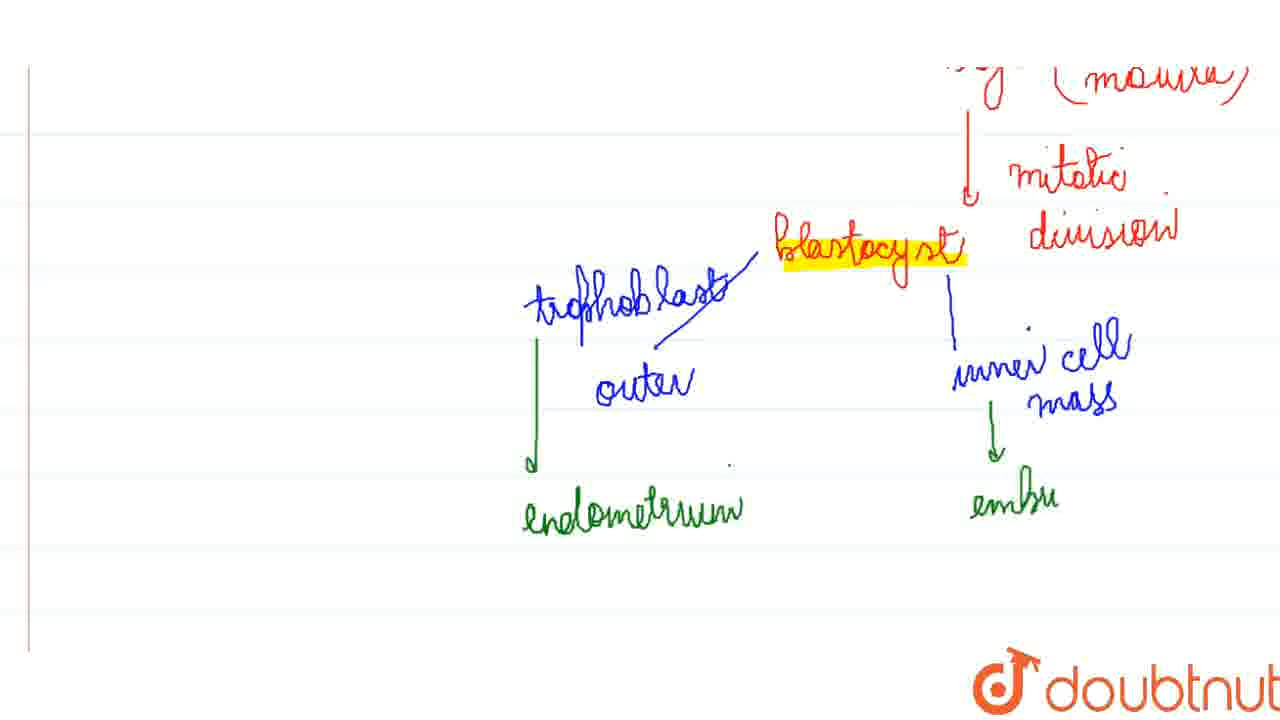 (morula)
mitotic
division
blastocyst
trophoblast
outer
inner cell
mass
endometrium
embr
doubtnut